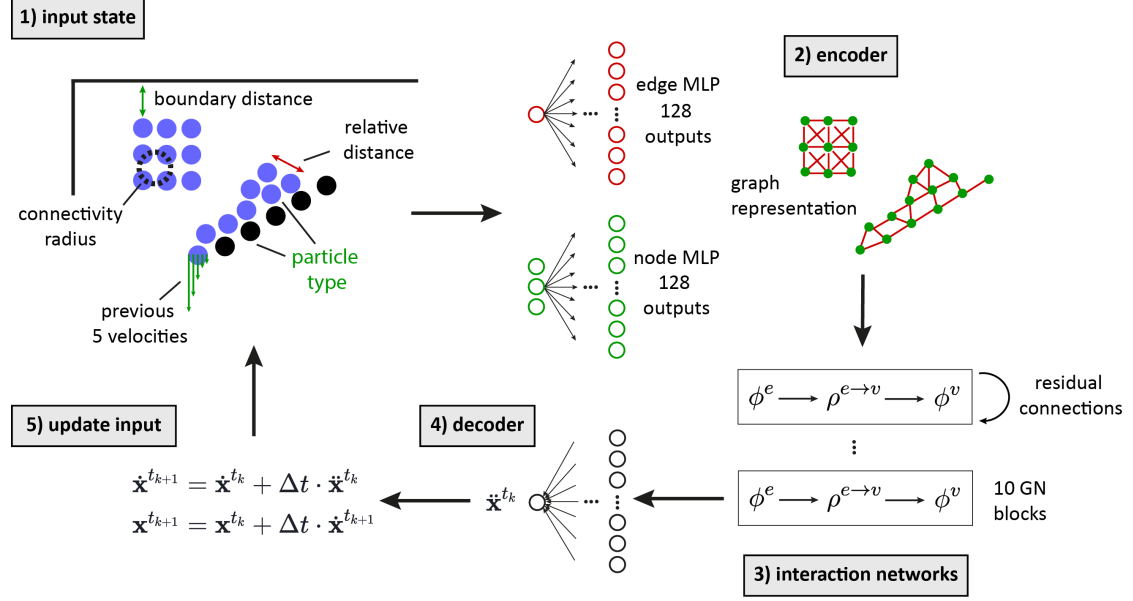 1) input state
boundary distance
relative
distance
connectivity
radius
particle
type
previous
5 velocities
edge MLP
128
outputs
node MLP
128
outputs
2) encoder
graph
representation
ϕ^e → ρ^{e→v} → ϕ^v
residual
connections
ϕ^e → ρ^{e→v} → ϕ^v
10 GN
blocks
3) interaction networks
4) decoder
ẍ^{t_k}
5) update input
ẋ^{t_{k+1}} = ẋ^{t_k} + Δt · ẍ^{t_k}
x^{t_{k+1}} = x^{t_k} + Δt · ẋ^{t_{k+1}}